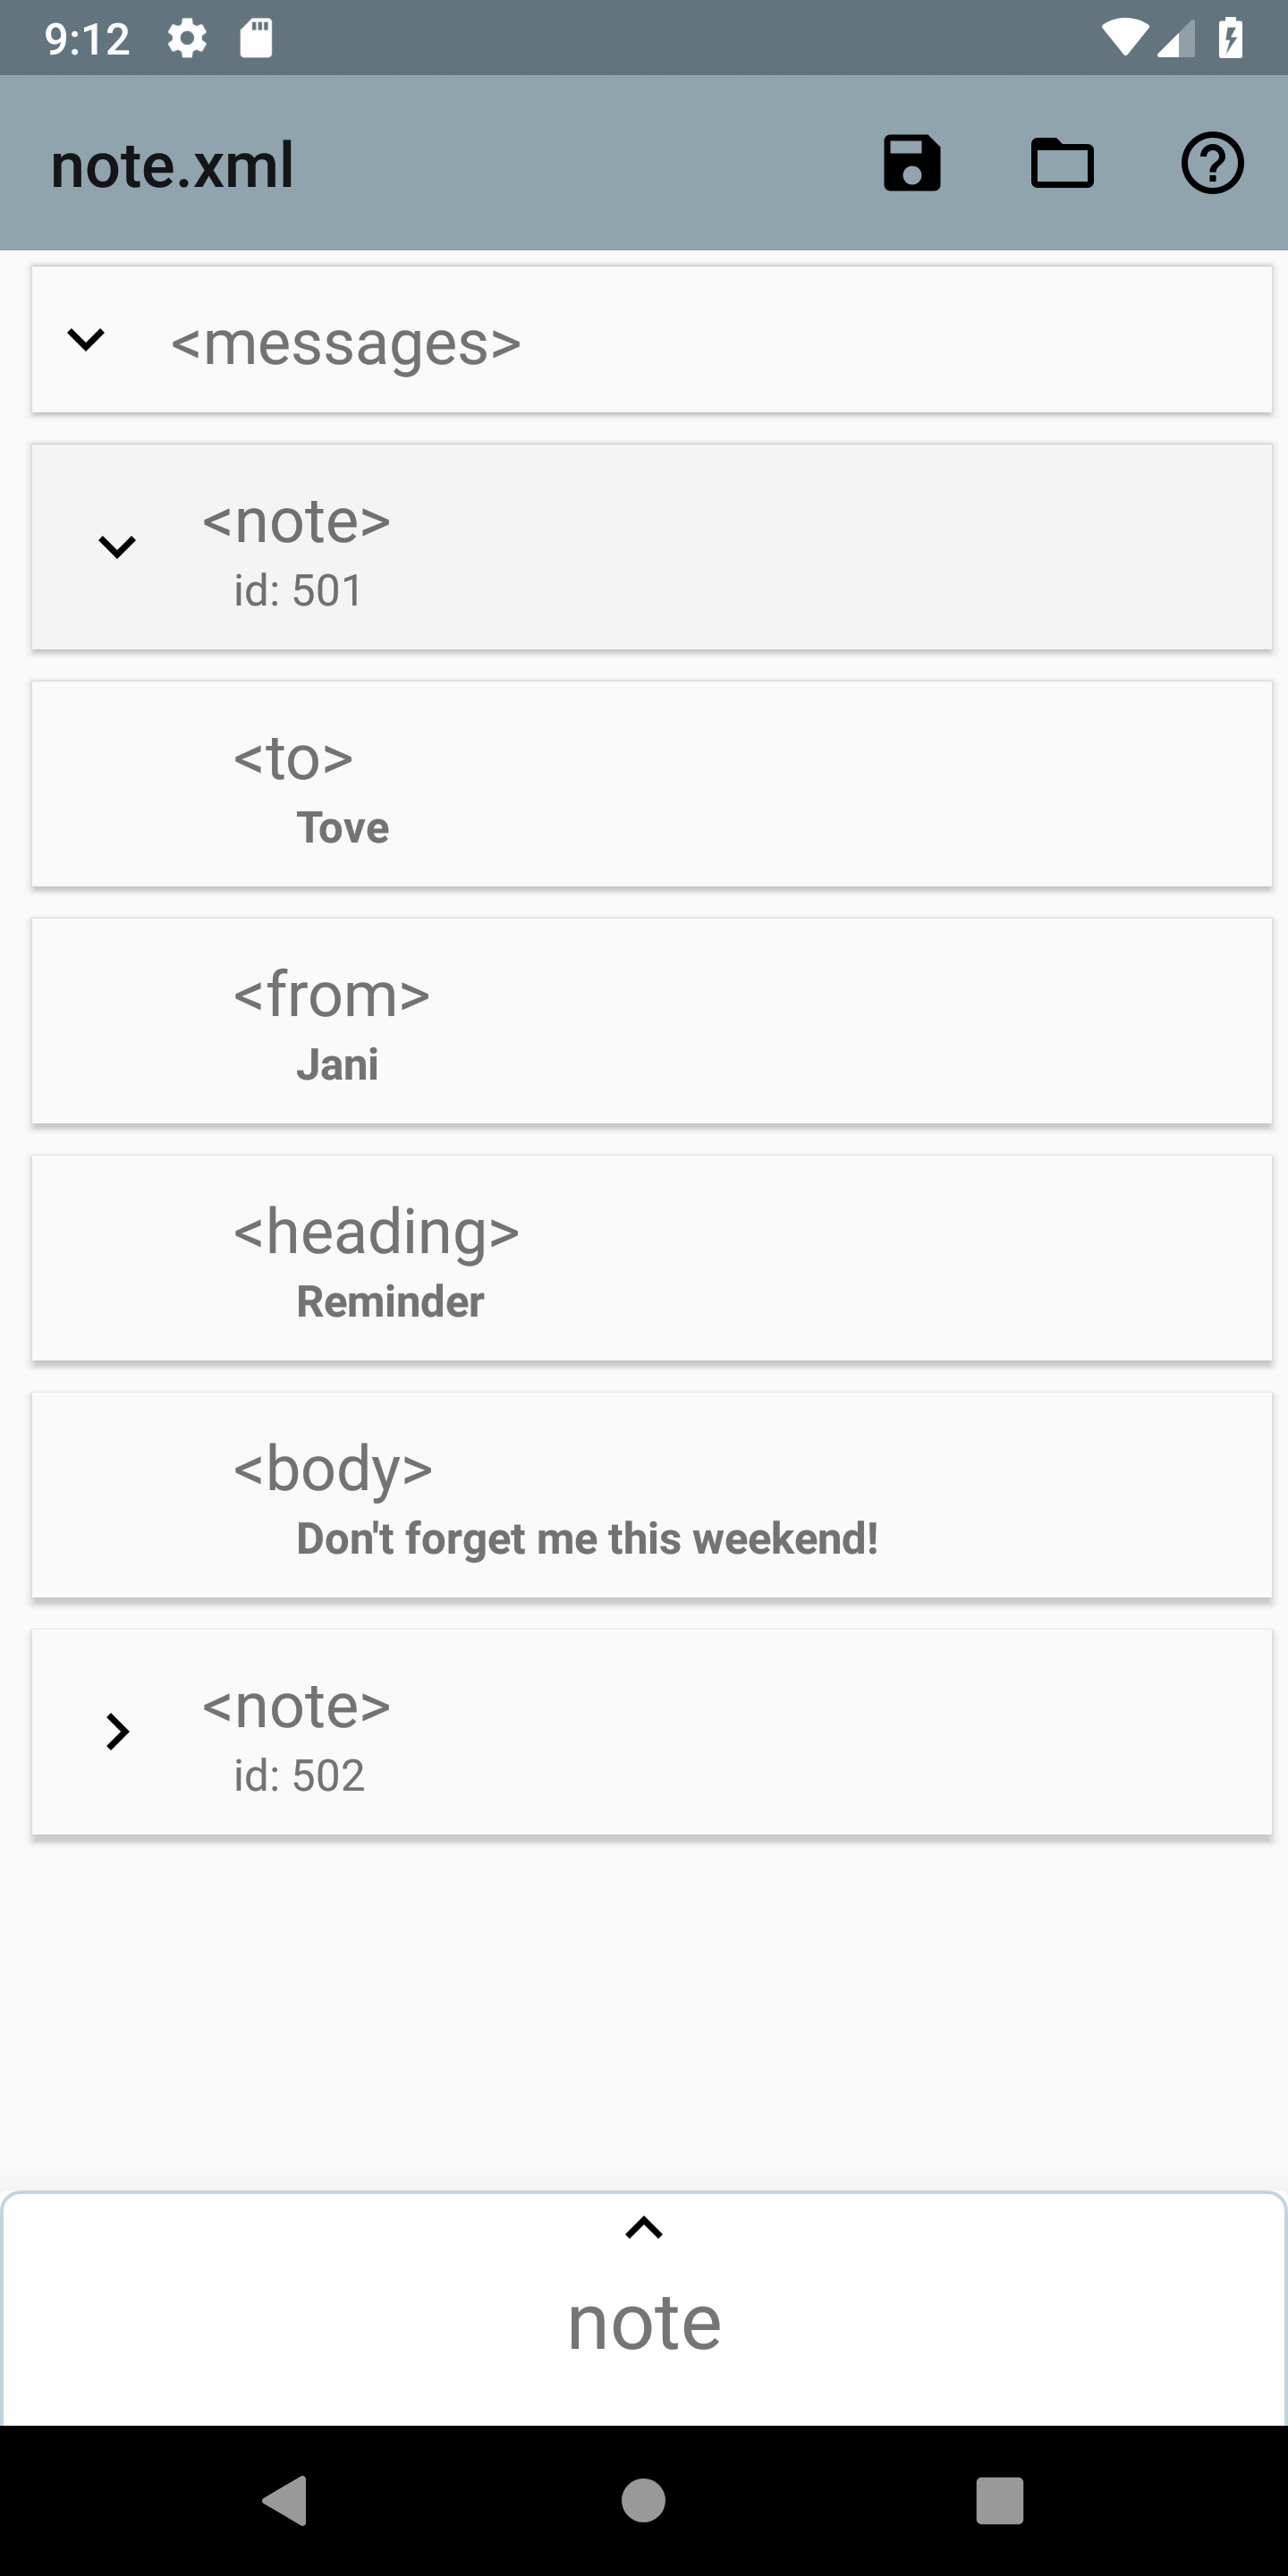 9:12
note.xml
<messages>
<note>
id: 501
<to>
Tove
<from>
Jani
<heading>
Reminder
<body>
Don't forget me this weekend!
<note>
id: 502
note